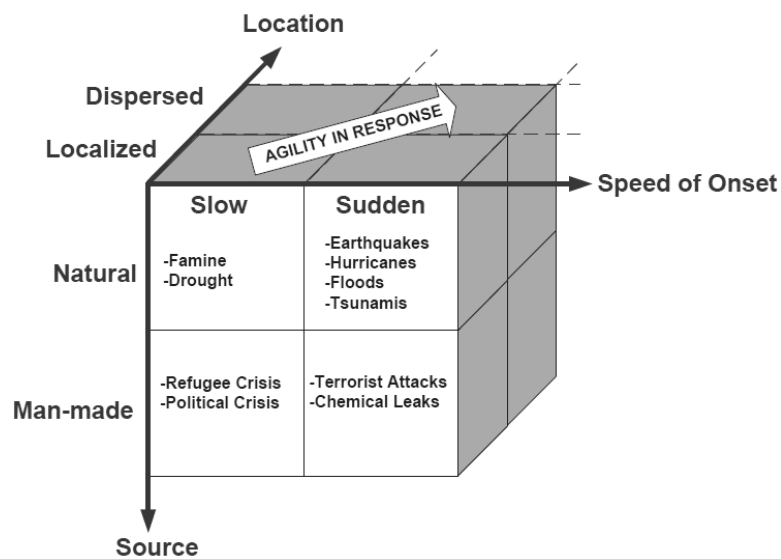 Location
Dispersed
Localized
AGILITY IN RESPONSE
Speed of Onset
Slow
Sudden
Natural
-Famine
-Drought
-Earthquakes
-Hurricanes
-Floods
-Tsunamis
Man-made
-Refugee Crisis
-Political Crisis
-Terrorist Attacks
-Chemical Leaks
Source